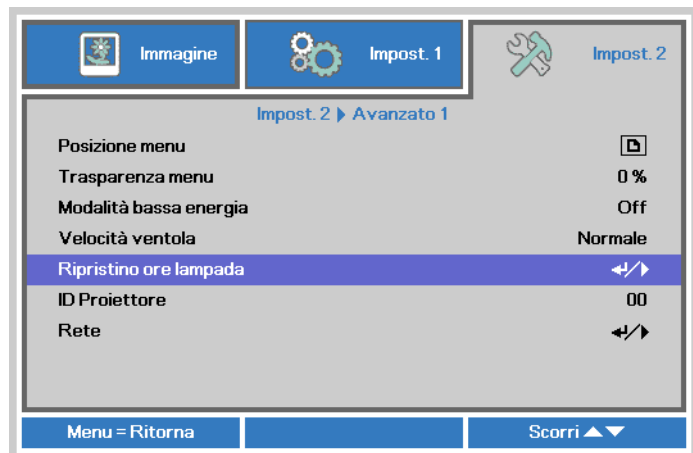 Immagine
Impost. 1
Impost. 2
Impost. 2 ▶ Avanzato 1
Posizione menu
Trasparenza menu 0 %
Modalità bassa energia Off
Velocità ventola Normale
Ripristino ore lampada ↵/▶
ID Proiettore 00
Rete ↵/▶
Menu = Ritorna
Scorri ▲▼